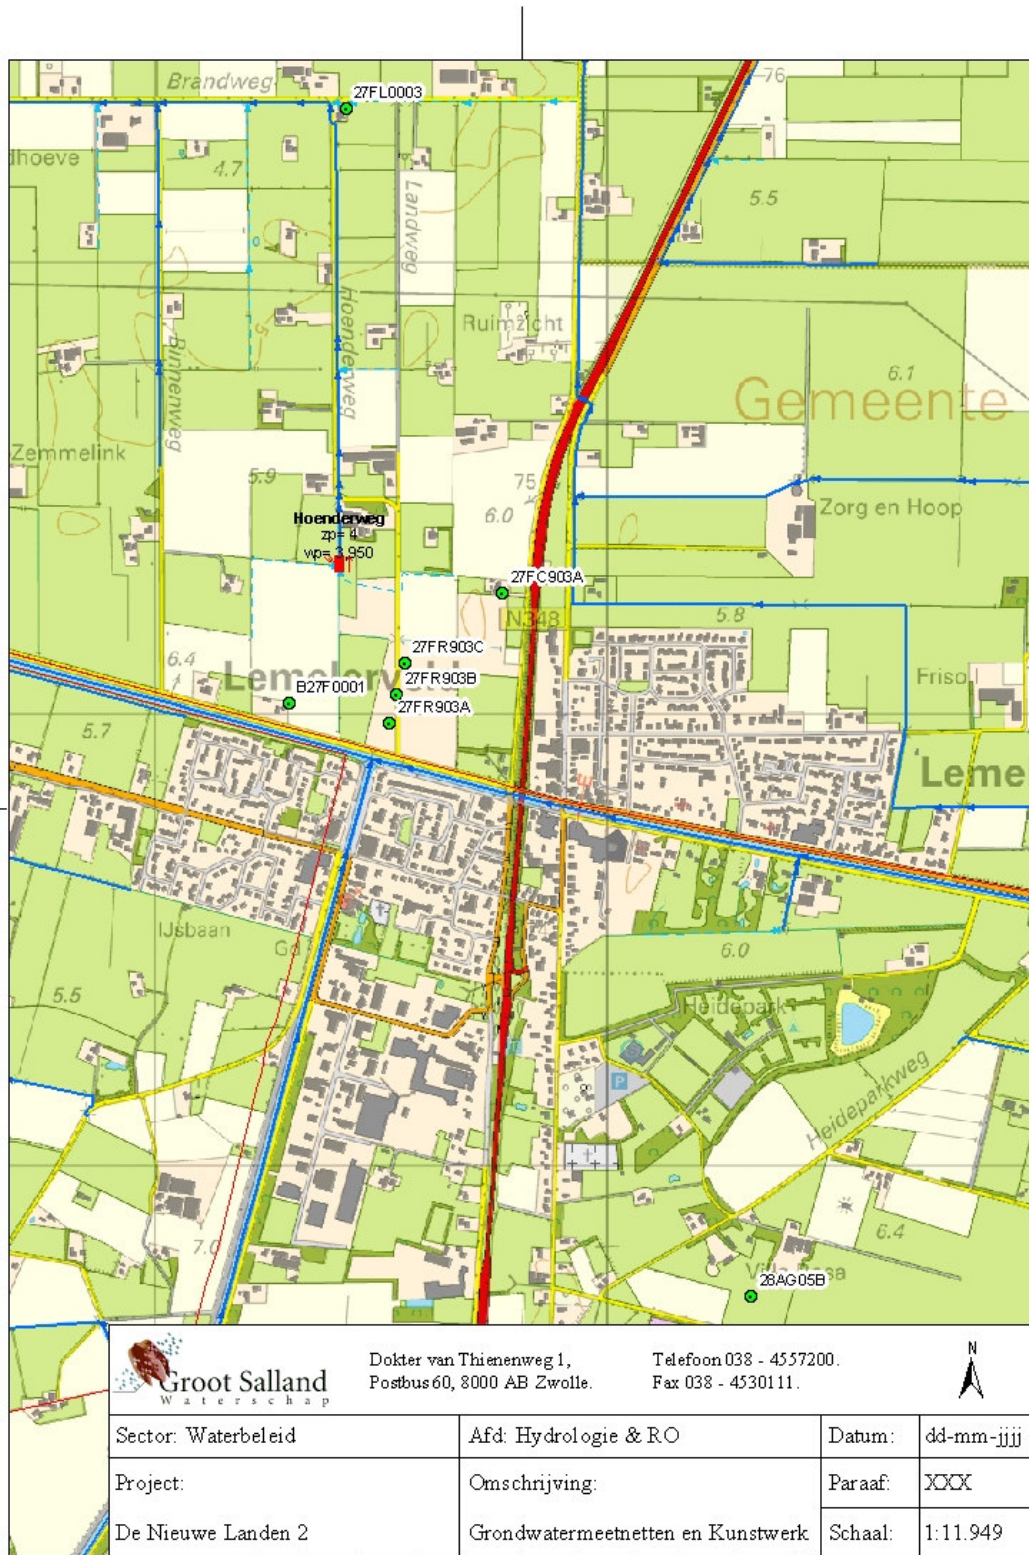 Brandweg
27FL0003
76
dhoeve
4.7
Landweg
5.5
Hoenderweg
5
Ruimzicht
Binnenweg
6.1
Gemeente
Zemmelink
5.9
75
6.0
Zorg en Hoop
Hoenderweg
zp= 4
wp= 3.950
27FC903A
N348
5.8
27FR903C
6.4
Lemelerveld
27FR903B
B27F0001
27FR903A
Friso
5.7
Leme
IJsbaan
Gd
6.0
5.5
Heidepark
P
Heideparkweg
7.0
6.4
Villa Rosa
28AG05B
Groot Salland
Waterschap
Dokter van Thienenweg 1,
Postbus 60, 8000 AB Zwolle.
Telefoon 038 - 4557200.
Fax 038 - 4530111.
N
Sector: Waterbeleid
Afd: Hydrologie & RO
Datum:
dd-mm-jjjj
Project:
Omschrijving:
Paraaf:
XXX
De Nieuwe Landen 2
Grondwatermeetnetten en Kunstwerk
Schaal:
1:11.949